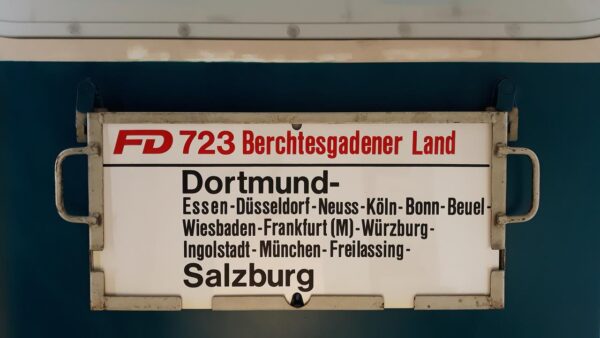 FD 723 Berchtesgadener Land
Dortmund-
Essen-Düsseldorf-Neuss-Köln-Bonn-Beuel-
Wiesbaden-Frankfurt (M)-Würzburg-
Ingolstadt-München-Freilassing-
Salzburg